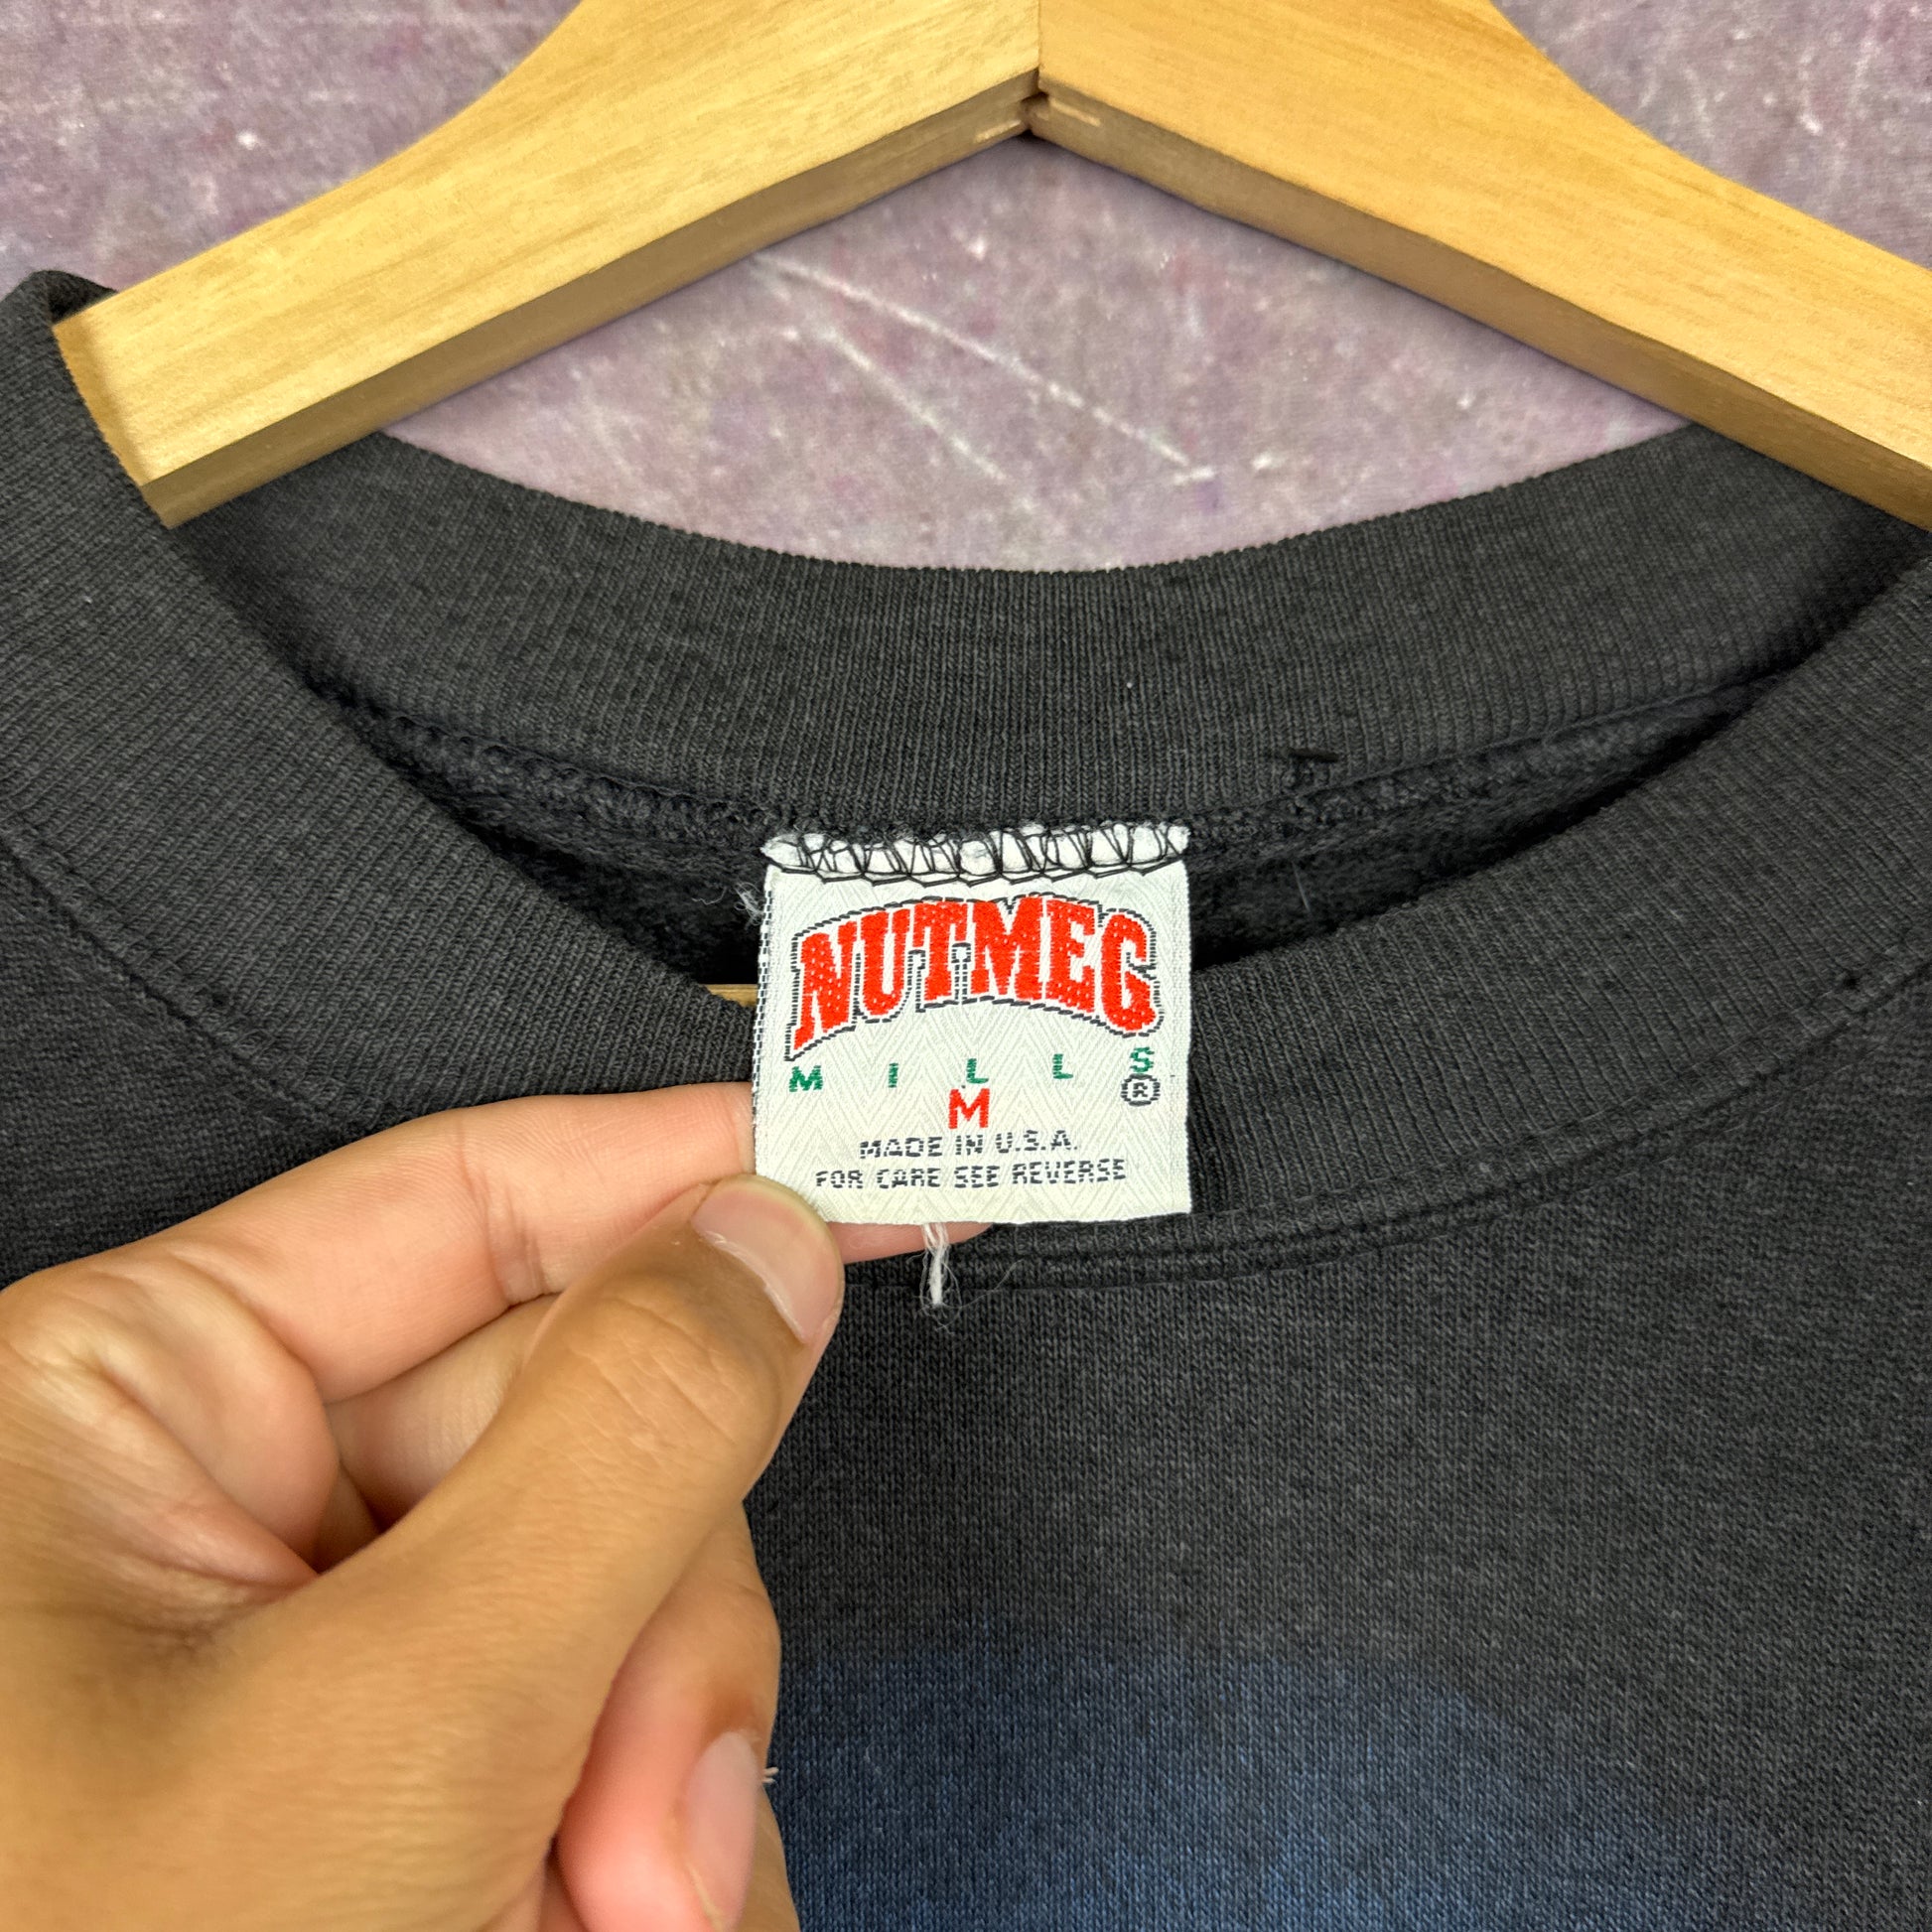 NUTMEG
MILLS
®
M
MADE IN U.S.A.
FOR CARE SEE REVERSE